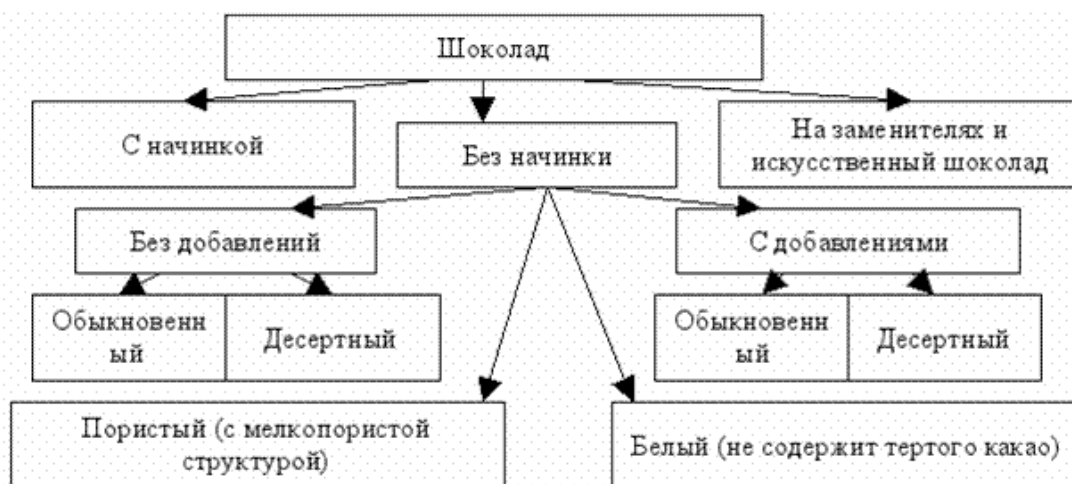 Шоколад
С начинкой
Без начинки
На заменителях и
искусственный шоколад
Без добавлений
С добавлениями
Обыкновенн
ый
Десертный
Обыкновенн
ый
Десертный
Пористый (с мелкопористой
структурой)
Белый (не содержит тертого какао)